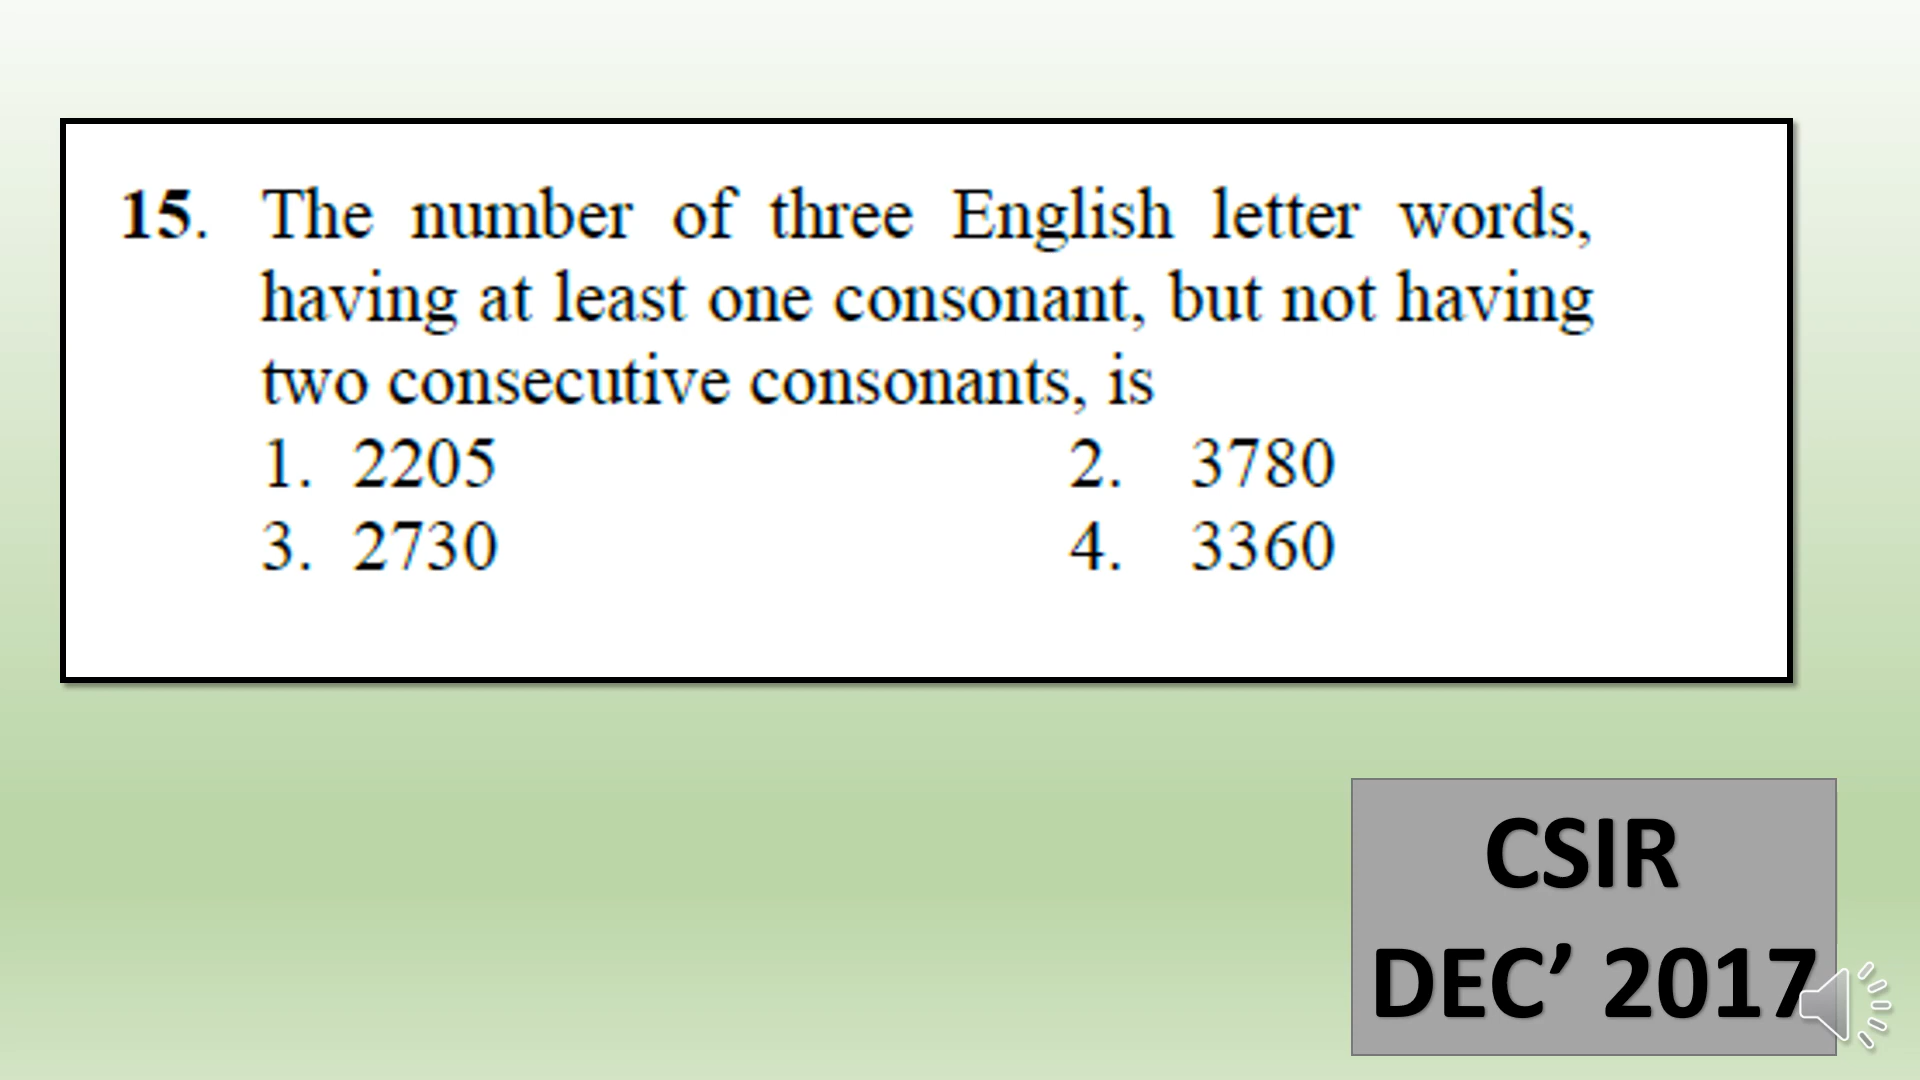 15. The number of three English letter words,
having at least one consonant, but not having
two consecutive consonants, is
1. 2205 2. 3780
3. 2730 4. 3360
CSIR
DEC’ 2017